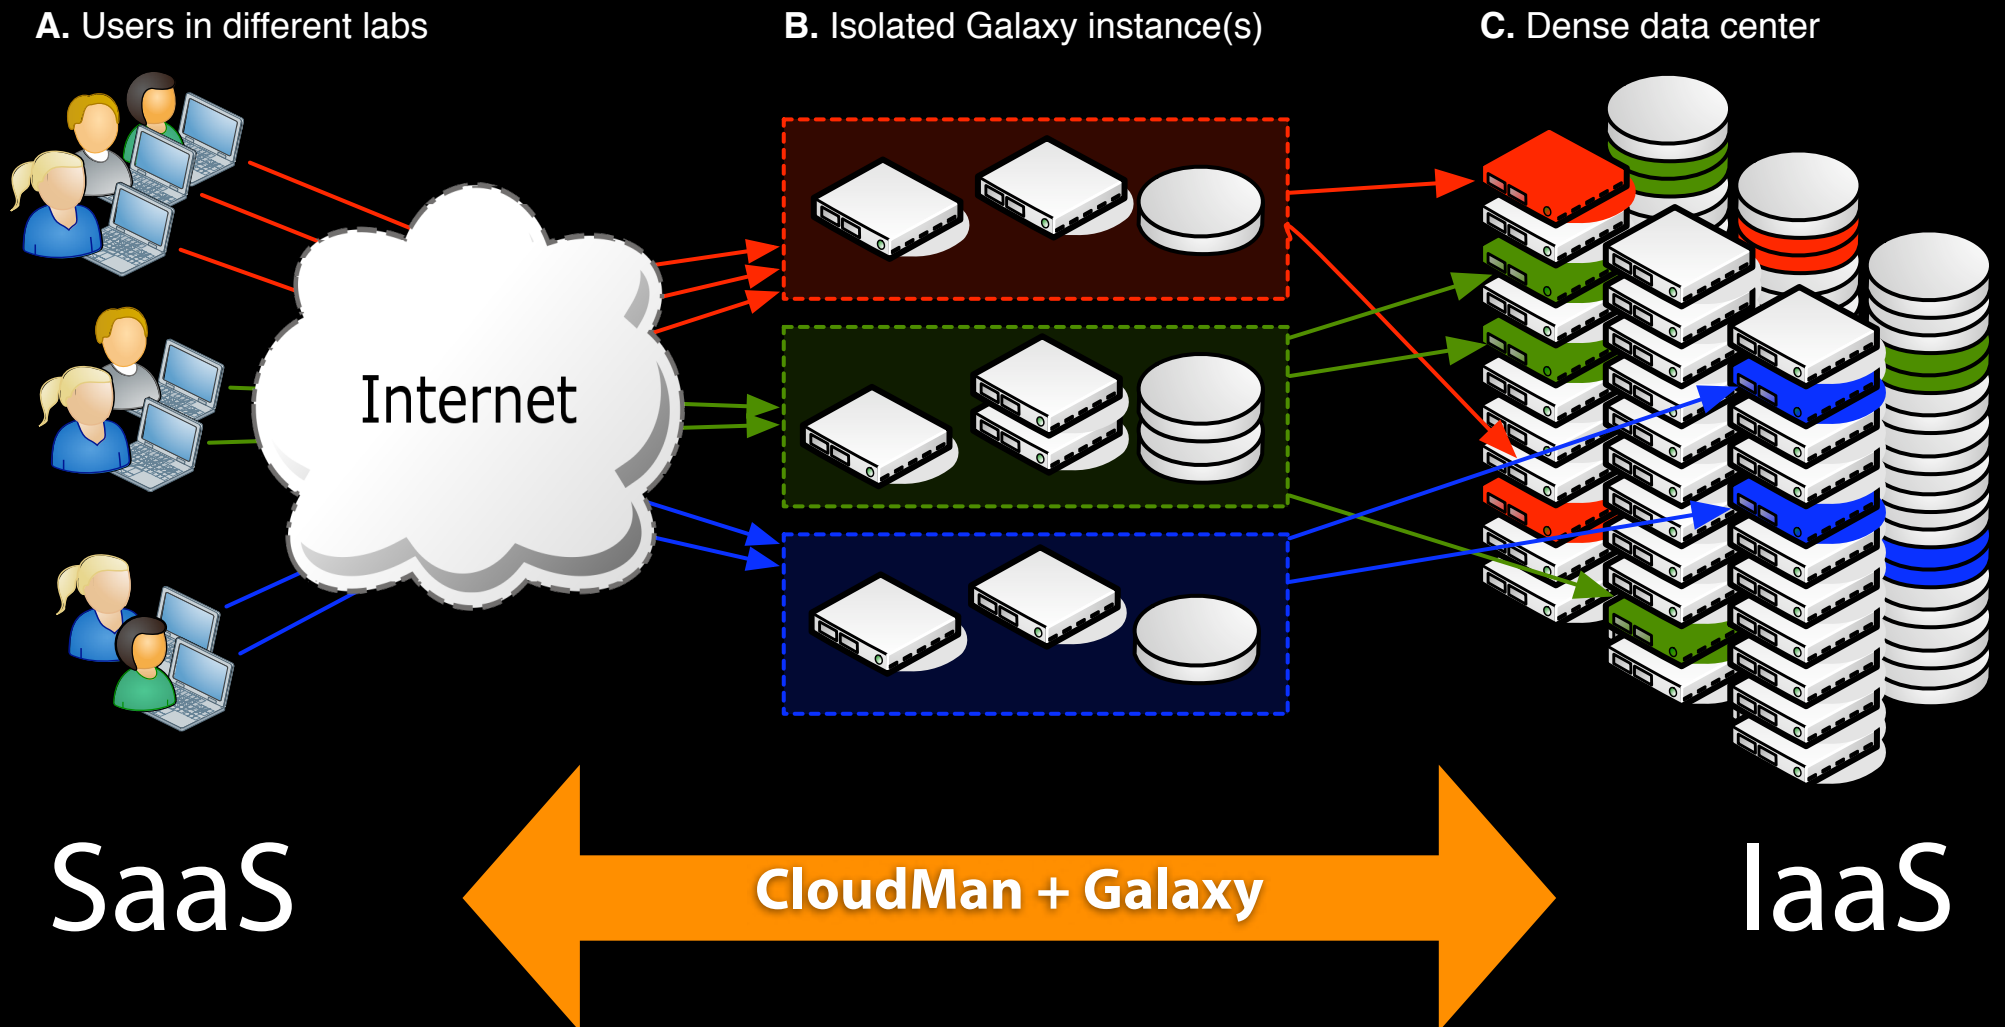 A. Users in different labs
B. Isolated Galaxy instance(s)
C. Dense data center
Internet
SaaS
CloudMan + Galaxy
IaaS